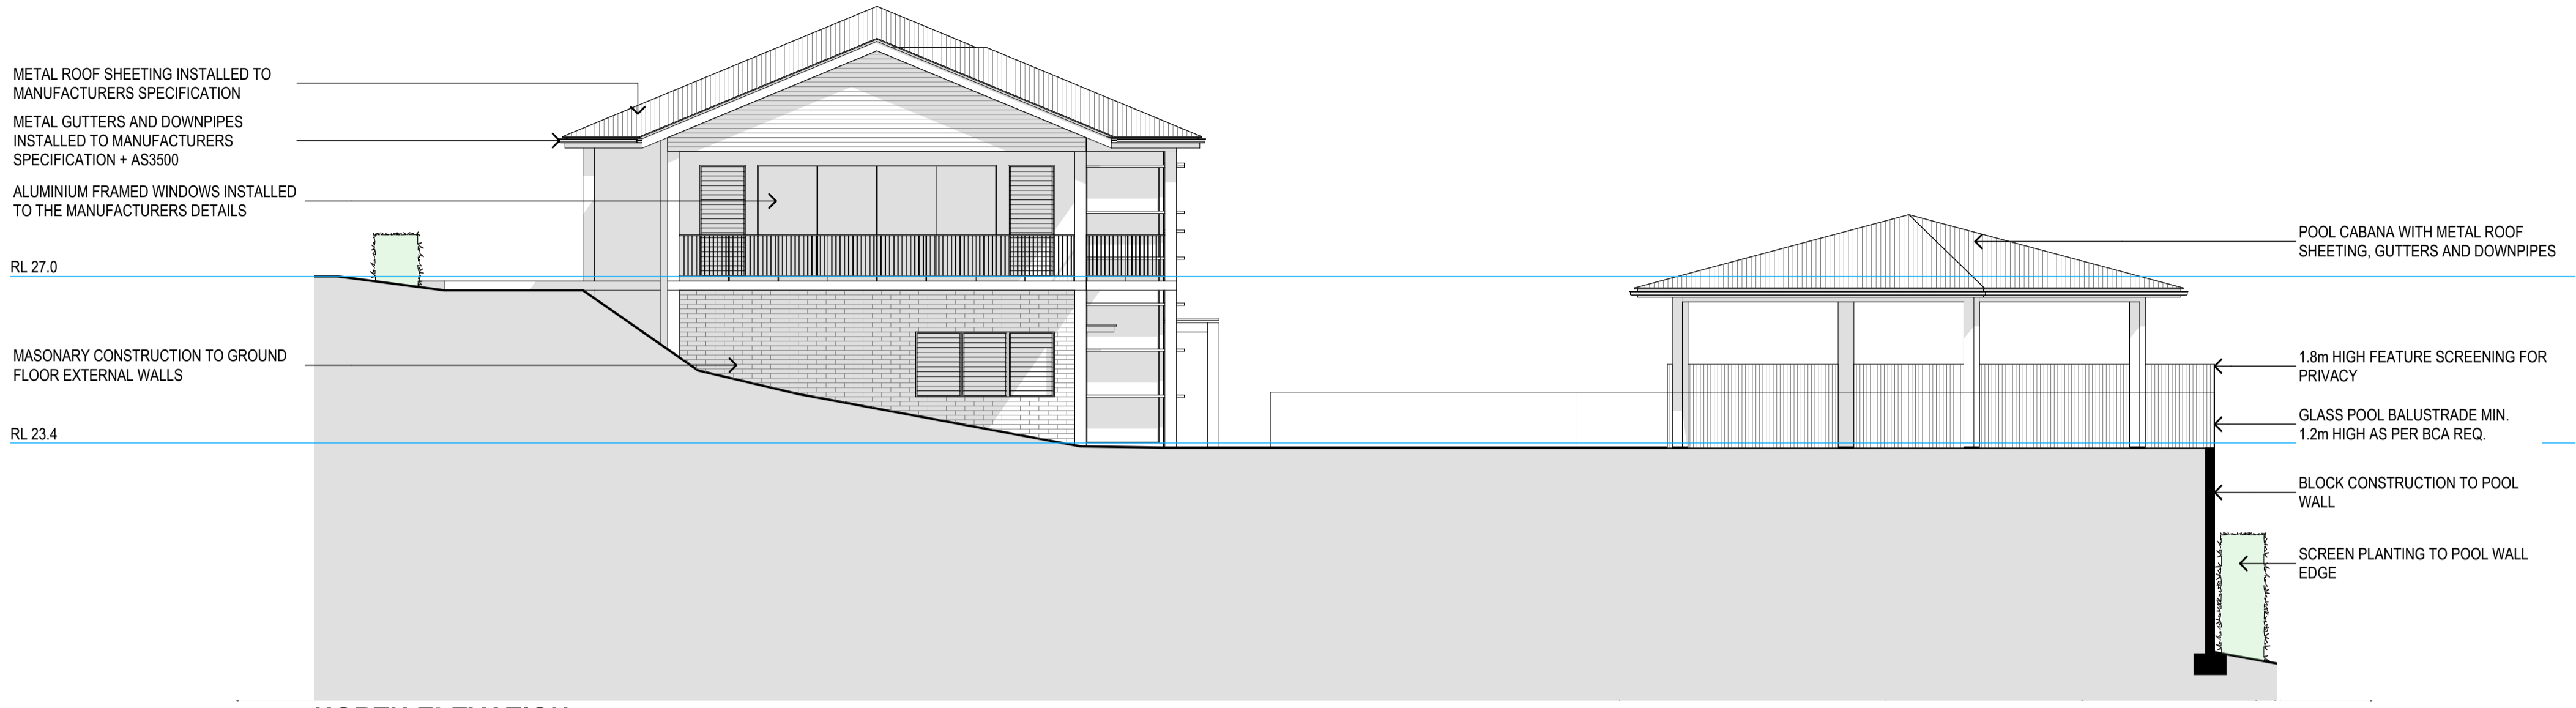 METAL ROOF SHEETING INSTALLED TO
MANUFACTURERS SPECIFICATION
METAL GUTTERS AND DOWNPIPES
INSTALLED TO MANUFACTURERS
SPECIFICATION + AS3500
ALUMINIUM FRAMED WINDOWS INSTALLED
TO THE MANUFACTURERS DETAILS
RL 27.0
MASONARY CONSTRUCTION TO GROUND
FLOOR EXTERNAL WALLS
RL 23.4
POOL CABANA WITH METAL ROOF
SHEETING, GUTTERS AND DOWNPIPES
1.8m HIGH FEATURE SCREENING FOR
PRIVACY
GLASS POOL BALUSTRADE MIN.
1.2m HIGH AS PER BCA REQ.
BLOCK CONSTRUCTION TO POOL
WALL
SCREEN PLANTING TO POOL WALL
EDGE